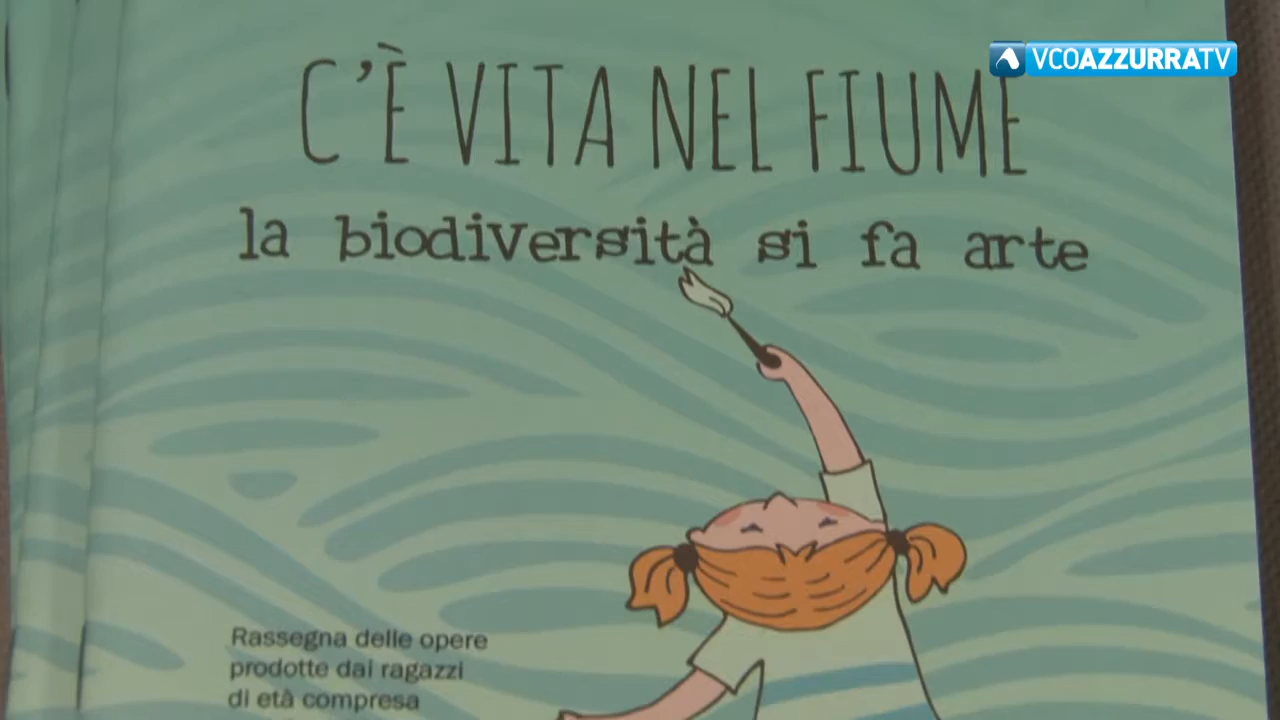 VCOAZZURRATV
C'È VITA NEL FIUME
la biodiversità si fa arte
Rassegna delle opere
prodotte dai ragazzi
di età compresa